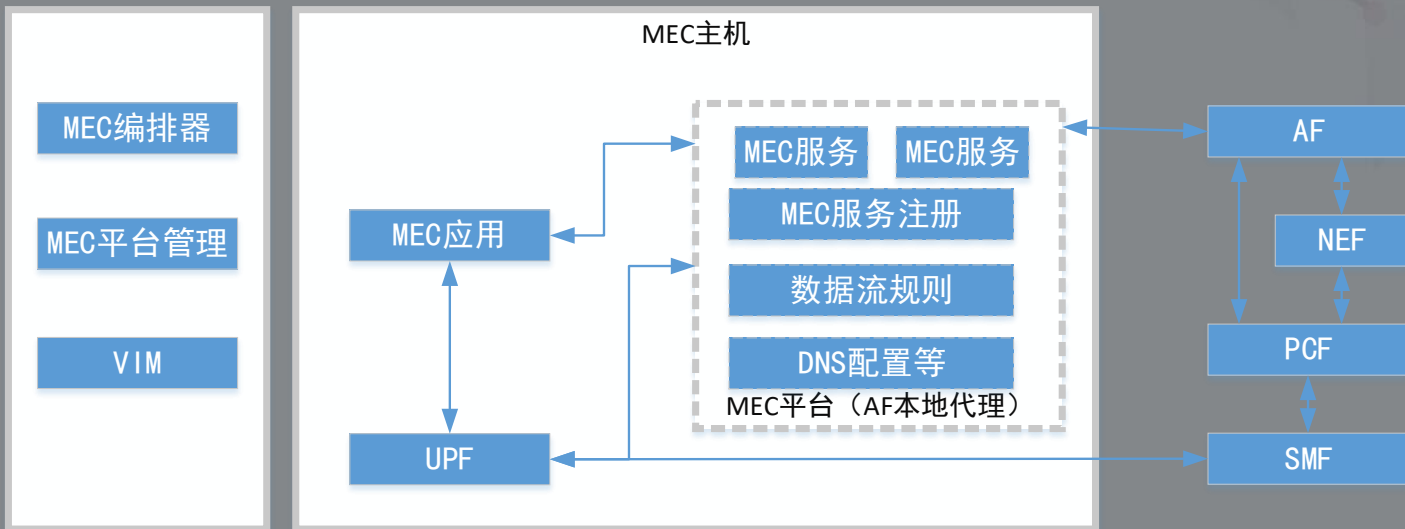 MEC主机
MEC编排器
MEC平台管理
VIM
MEC应用
UPF
MEC服务
MEC服务
MEC服务注册
数据流规则
DNS配置等
MEC平台（AF本地代理）
AF
NEF
PCF
SMF